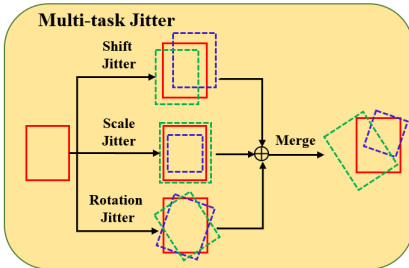 Multi-task Jitter
Shift
Jitter
Scale
Jitter
Merge
Rotation
Jitter